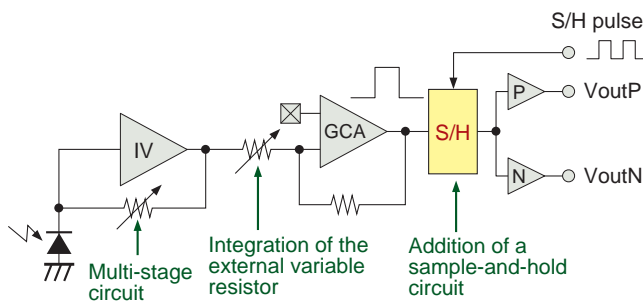 S/H pulse
P
VoutP
IV
GCA
S/H
N
VoutN
Multi-stage
circuit
Integration of the
external variable
resistor
Addition of a
sample-and-hold
circuit